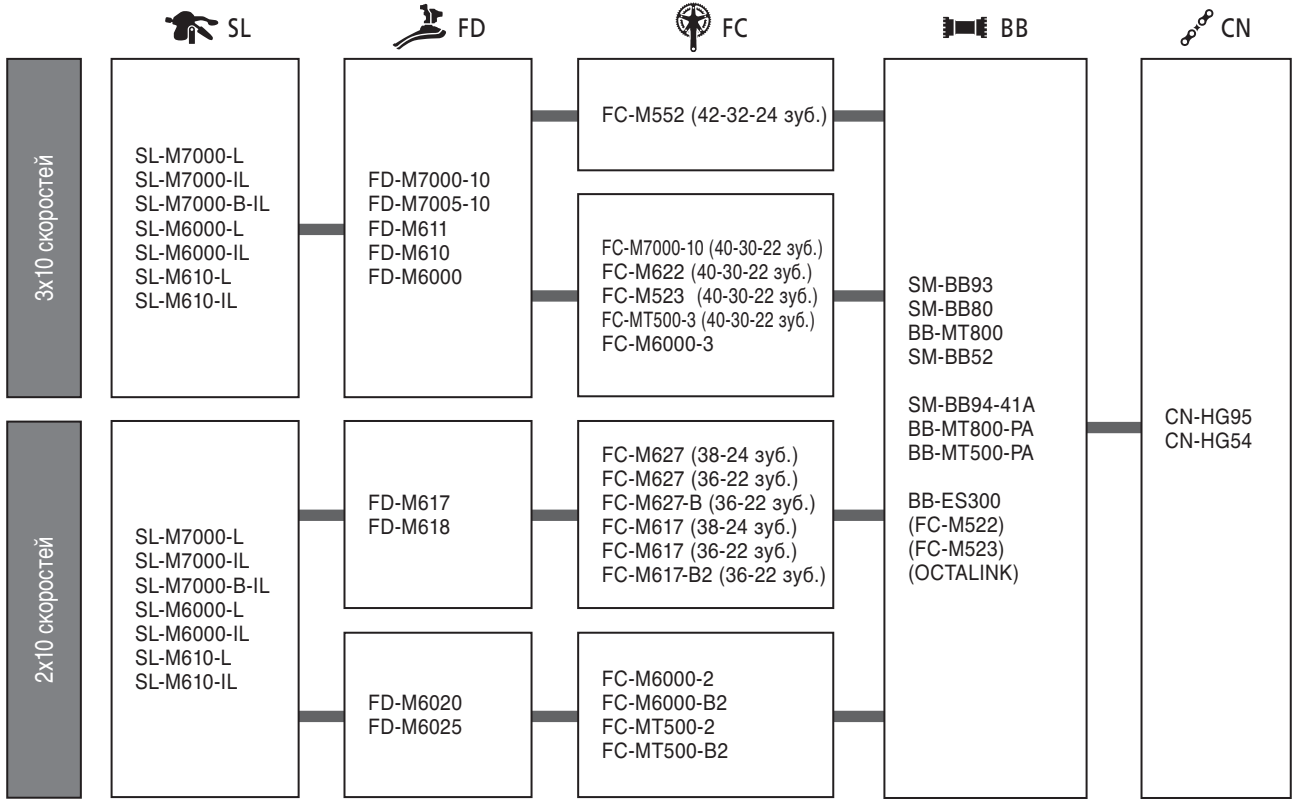 SL
FD
FC
BB
CN
3x10 скоростей
SL-M7000-L
SL-M7000-IL
SL-M7000-B-IL
SL-M6000-L
SL-M6000-IL
SL-M610-L
SL-M610-IL
FD-M7000-10
FD-M7005-10
FD-M611
FD-M610
FD-M6000
FC-M552 (42-32-24 зуб.)
FC-M7000-10 (40-30-22 зуб.)
FC-M622 (40-30-22 зуб.)
FC-M523 (40-30-22 зуб.)
FC-MT500-3 (40-30-22 зуб.)
FC-M6000-3
2x10 скоростей
SL-M7000-L
SL-M7000-IL
SL-M7000-B-IL
SL-M6000-L
SL-M6000-IL
SL-M610-L
SL-M610-IL
FD-M617
FD-M618
FC-M627 (38-24 зуб.)
FC-M627 (36-22 зуб.)
FC-M627-B (36-22 зуб.)
FC-M617 (38-24 зуб.)
FC-M617 (36-22 зуб.)
FC-M617-B2 (36-22 зуб.)
FD-M6020
FD-M6025
FC-M6000-2
FC-M6000-B2
FC-MT500-2
FC-MT500-B2
SM-BB93
SM-BB80
BB-MT800
SM-BB52
SM-BB94-41A
BB-MT800-PA
BB-MT500-PA
BB-ES300
(FC-M522)
(FC-M523)
(OCTALINK)
CN-HG95
CN-HG54